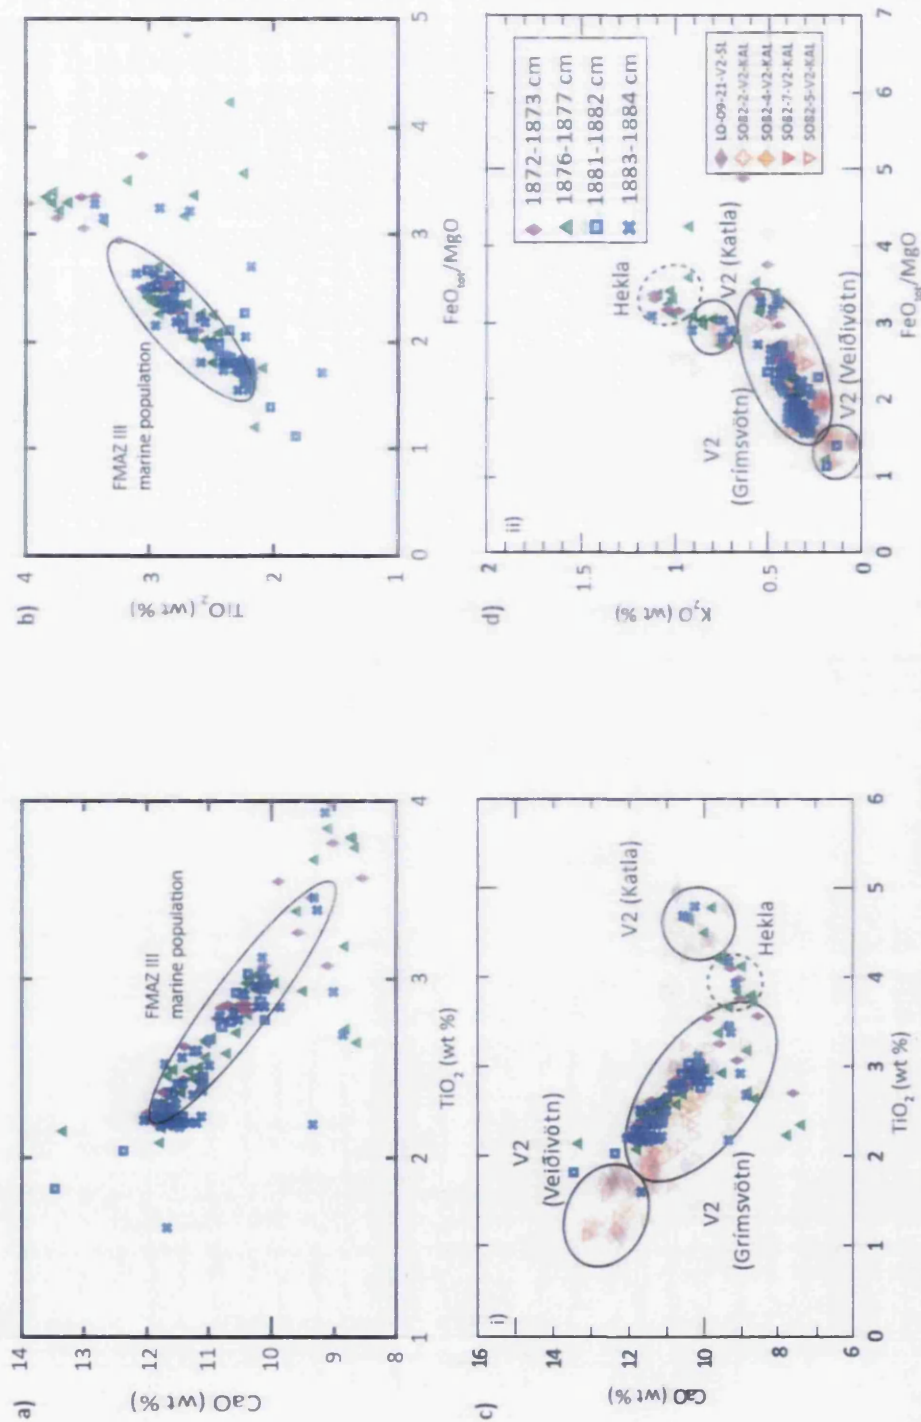 a)
CaO (wt %)
14
13
12
11
10
9
8
FMAZ III
marine population
1
2
3
4
TiO₂ (wt %)
b)
TiO₂ (wt %)
4
3
2
1
FMAZ III
marine population
0
1
2
3
4
5
FeOtot/MgO
c)
i)
CaO (wt %)
16
14
12
10
8
6
V2
(Veiðivötn)
V2 (Katla)
Hekla
V2
(Grímsvötn)
0
1
2
3
4
5
6
TiO₂ (wt %)
d)
ii)
K₂O (wt %)
2
1.5
1
0.5
0
Hekla
V2 (Katla)
V2
(Grímsvötn)
V2 (Veiðivötn)
1872-1873 cm
1876-1877 cm
1881-1882 cm
1883-1884 cm
LO-09-21-V2-SL
SOB2-2-V2-KAL
SOB2-4-V2-KAL
SOB2-7-V2-KAL
SOB2-5-V2-KAL
0
1
2
3
4
5
6
7
FeOtot/MgO